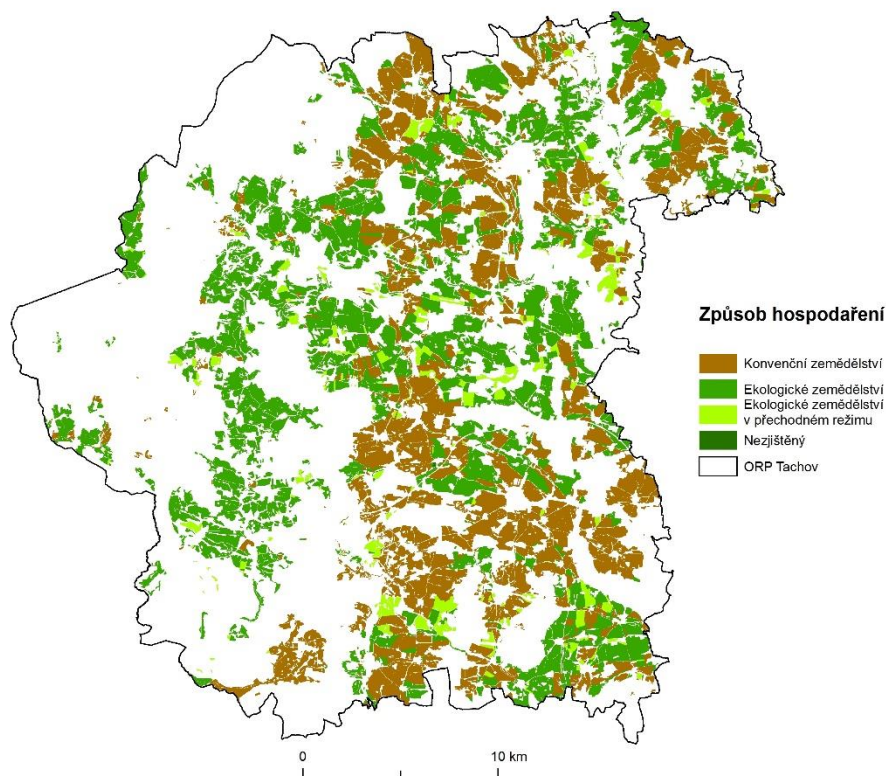 Způsob hospodaření
Konvenční zemědělství
Ekologické zemědělství
Ekologické zemědělství
v přechodném režimu
Nezjištěný
ORP Tachov
0
10 km